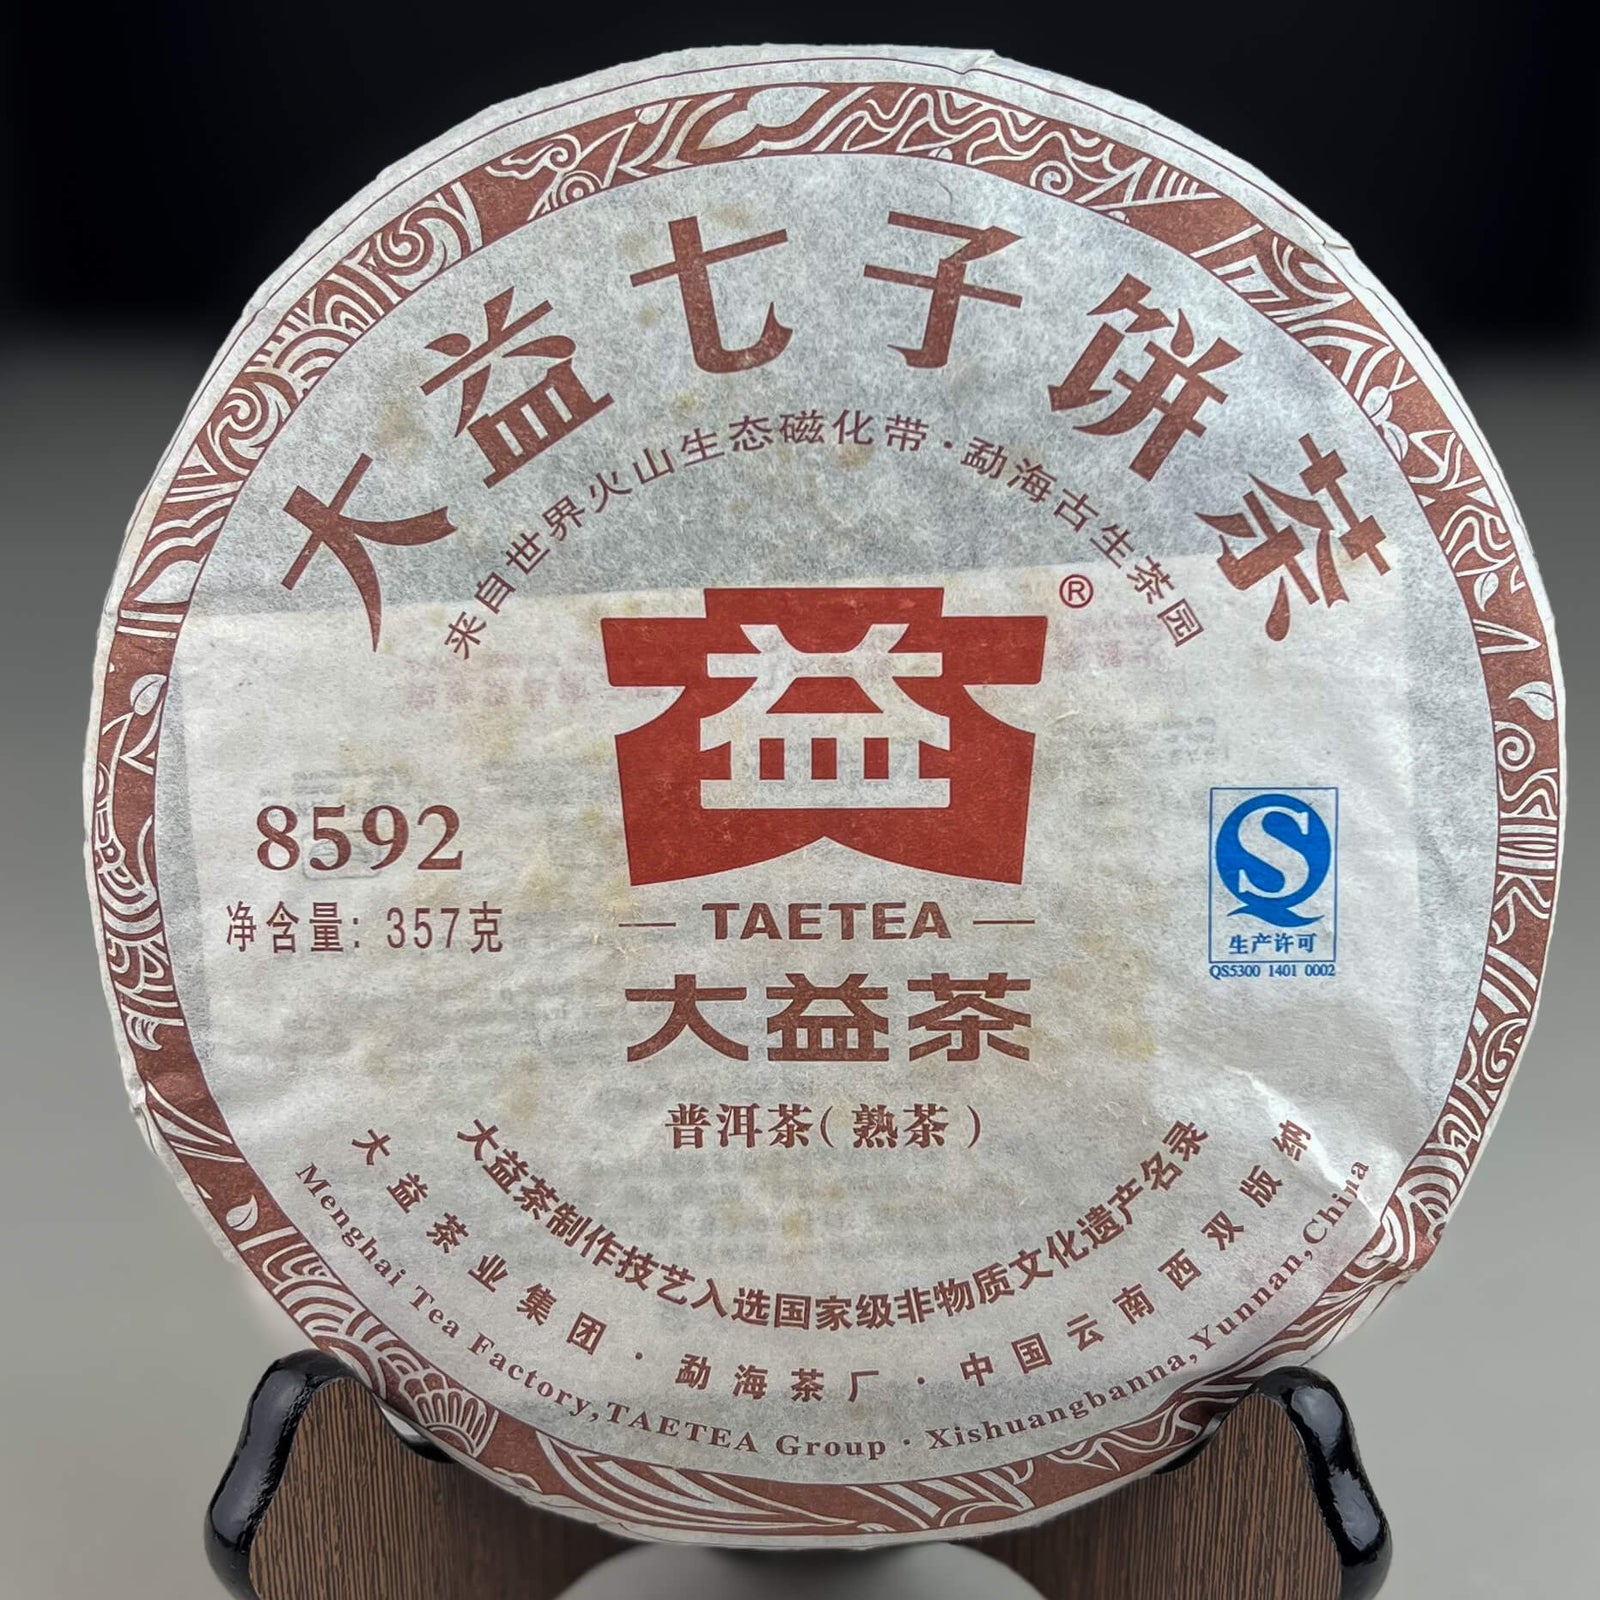 大益七子饼茶
来自世界火山生态磁化带·勐海古生茶园
益®
TAETEA
大益茶
普洱茶(熟茶)
8592
净含量: 357克
QS
生产许可
QS5300 1401 0002
大益茶制作技艺入选国家级非物质文化遗产名录
大益茶业集团·勐海茶厂·中国云南西双版纳
Menghai Tea Factory,TAETEA Group·Xishuangbanna,Yunnan,China